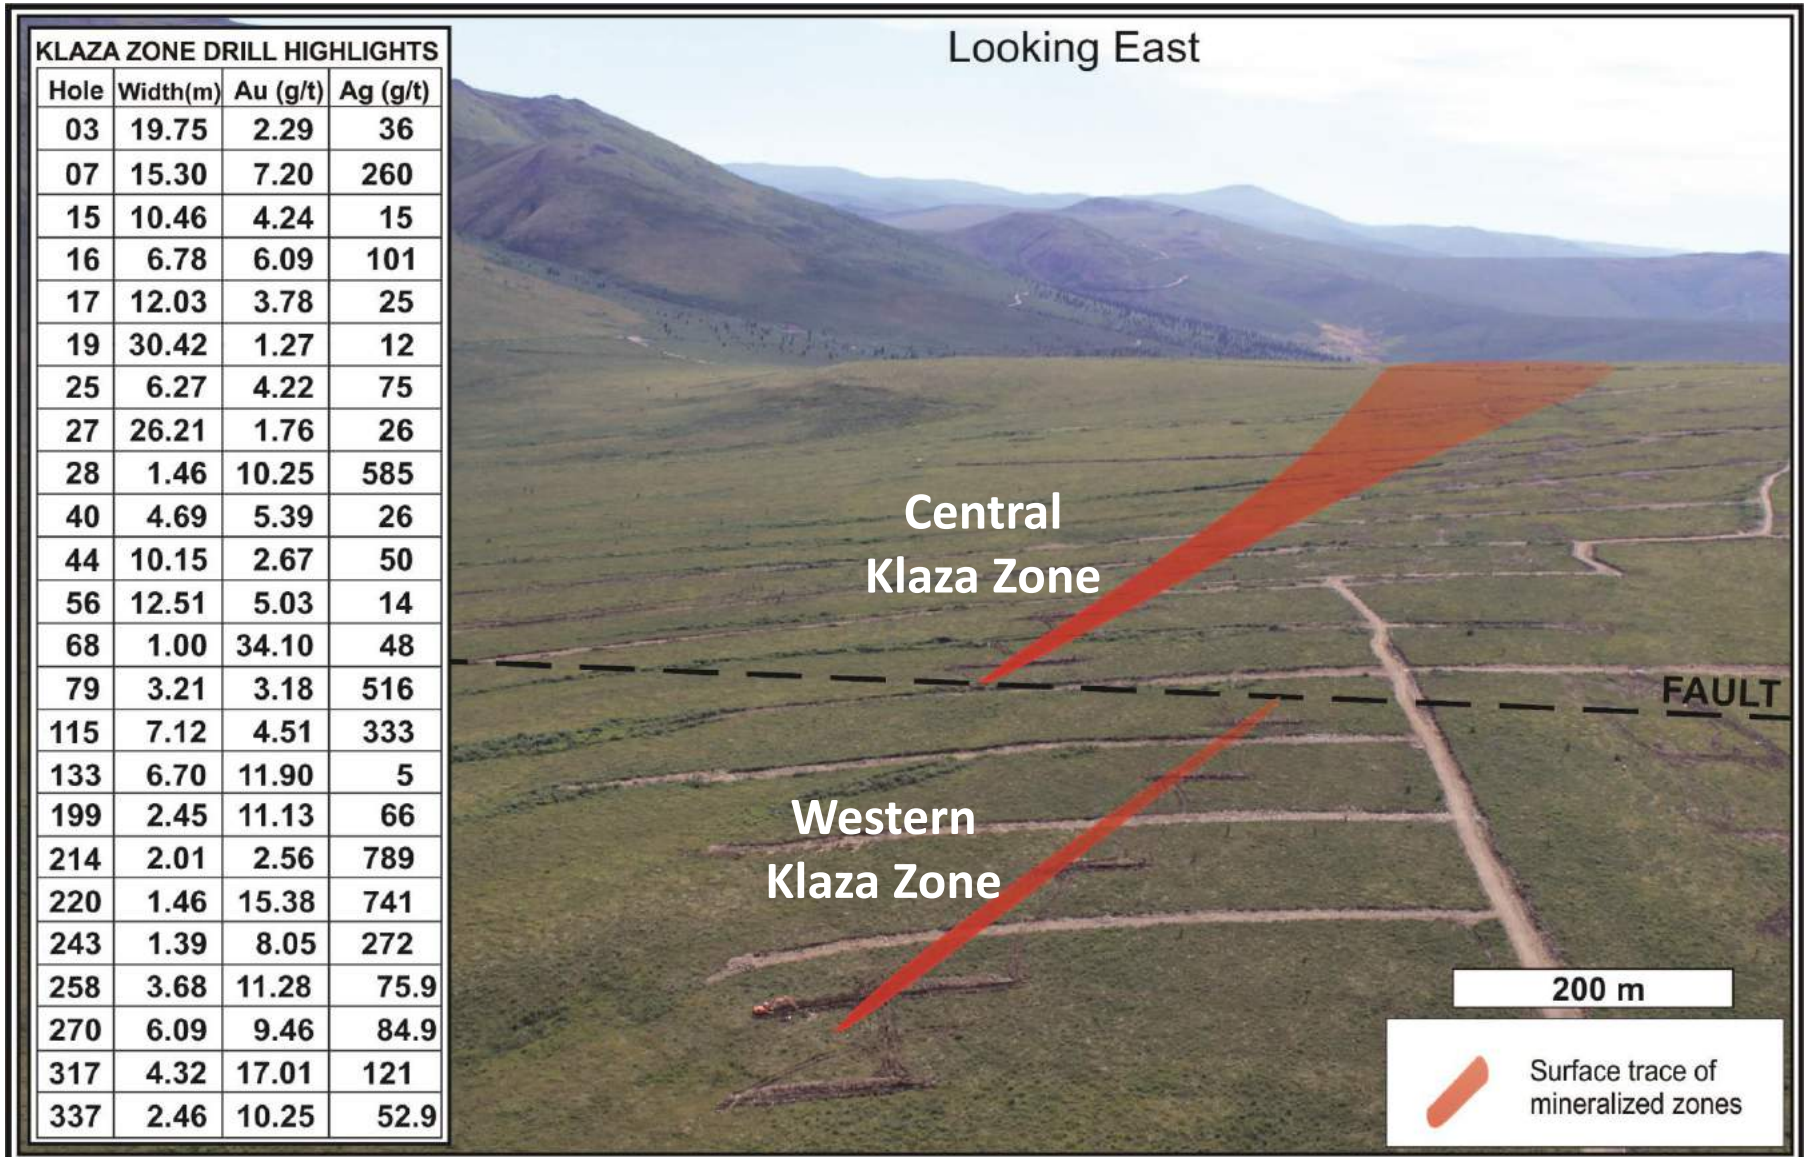 KLAZA ZONE DRILL HIGHLIGHTS
Hole Width(m) Au (g/t) Ag (g/t)
03 19.75 2.29 36
07 15.30 7.20 260
15 10.46 4.24 15
16 6.78 6.09 101
17 12.03 3.78 25
19 30.42 1.27 12
25 6.27 4.22 75
27 26.21 1.76 26
28 1.46 10.25 585
40 4.69 5.39 26
44 10.15 2.67 50
56 12.51 5.03 14
68 1.00 34.10 48
79 3.21 3.18 516
115 7.12 4.51 333
133 6.70 11.90 5
199 2.45 11.13 66
214 2.01 2.56 789
220 1.46 15.38 741
243 1.39 8.05 272
258 3.68 11.28 75.9
270 6.09 9.46 84.9
317 4.32 17.01 121
337 2.46 10.25 52.9
Looking East
Central
Klaza Zone
FAULT
Western
Klaza Zone
200 m
Surface trace of
mineralized zones